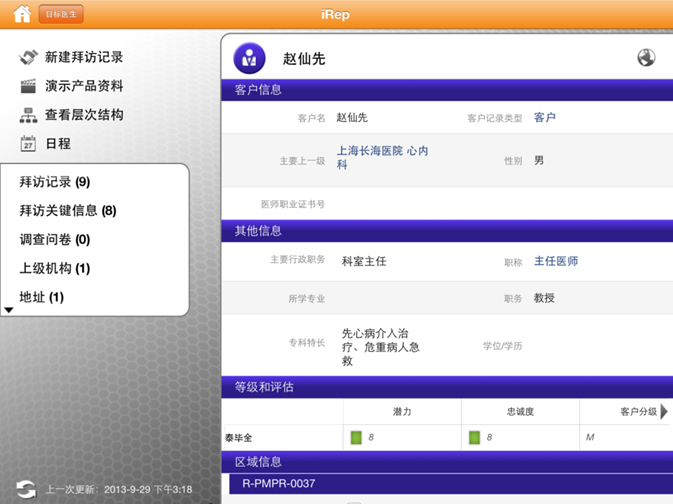 目标医生
iRep
新建拜访记录
演示产品资料
查看层次结构
27 日程
拜访记录 (9)
拜访关键信息 (8)
调查问卷 (0)
上级机构 (1)
地址 (1)
上一次更新：2013-9-29 下午3:18
赵仙先
客户信息
客户名 赵仙先 客户记录类型 客户
主要上一级 上海长海医院 心内
科 性别 男
医师职业证书号
其他信息
主要行政职务 科室主任 职称 主任医师
所学专业 职务 教授
专科特长 先心病介入治
疗、危重病人急
救 学位/学历
等级和评估
潜力 忠诚度 客户分级
泰毕全 8 8 M
区域信息
R-PMPR-0037